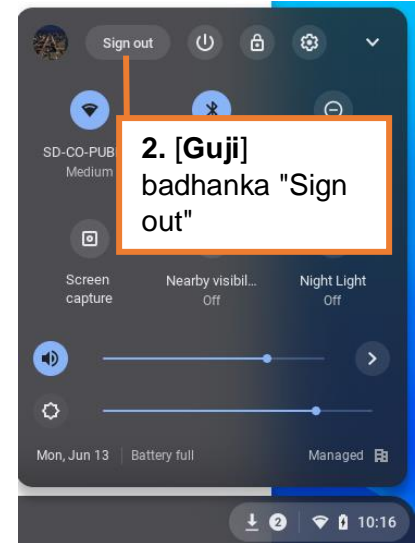 Sign out
SD-CO-PUB
Medium
2. [Guji]
badhanka "Sign
out"
Screen
capture
Nearby visibil...
Off
Night Light
Off
Mon, Jun 13 | Battery full
Managed
2
10:16